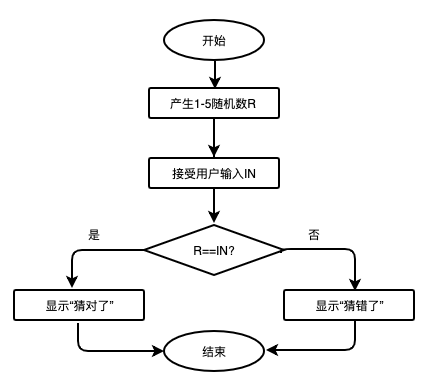 开始
产生1-5随机数R
接受用户输入IN
R==IN?
是
否
显示“猜对了”
显示“猜错了”
结束